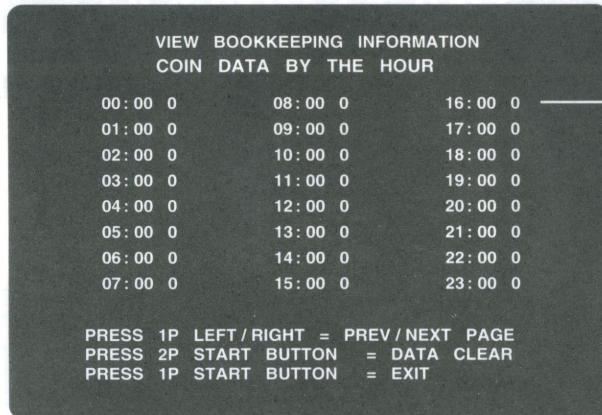 VIEW BOOKKEEPING INFORMATION
COIN DATA BY THE HOUR
00:00 0 08:00 0 16:00 0
01:00 0 09:00 0 17:00 0
02:00 0 10:00 0 18:00 0
03:00 0 11:00 0 19:00 0
04:00 0 12:00 0 20:00 0
05:00 0 13:00 0 21:00 0
06:00 0 14:00 0 22:00 0
07:00 0 15:00 0 23:00 0
PRESS 1P LEFT/RIGHT = PREV/NEXT PAGE
PRESS 2P START BUTTON = DATA CLEAR
PRESS 1P START BUTTON = EXIT